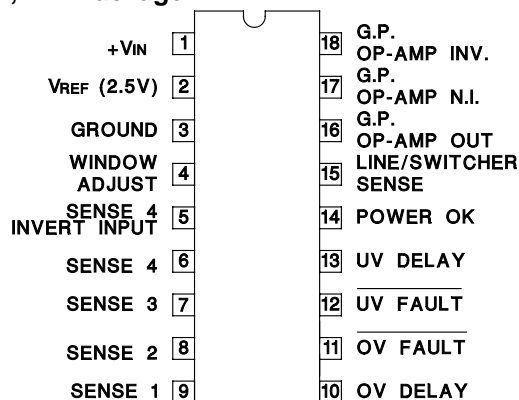 +VIN 1
VREF (2.5V) 2
GROUND 3
WINDOW
ADJUST 4
SENSE 4
INVERT INPUT 5
SENSE 4 6
SENSE 3 7
SENSE 2 8
SENSE 1 9
18 G.P.
OP-AMP INV.
17 G.P.
OP-AMP N.I.
16 G.P.
OP-AMP OUT
15 LINE/SWITCHER
SENSE
14 POWER OK
13 UV DELAY
12 UV FAULT
11 OV FAULT
10 OV DELAY